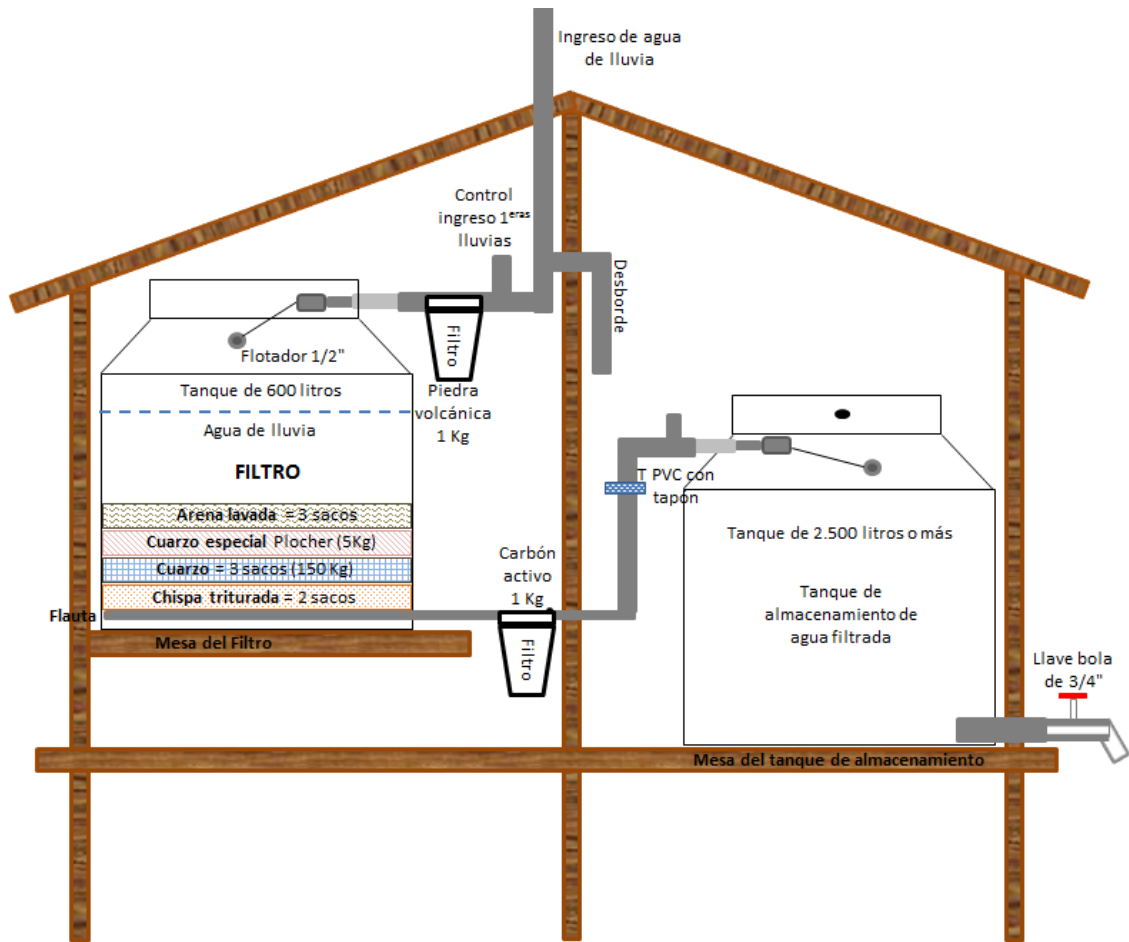 Ingreso de agua
de lluvia
Control
ingreso 1eras
lluvias
Desborde
Filtro
Flotador 1/2"
Tanque de 600 litros
Piedra
volcánica
1 Kg
Agua de lluvia
FILTRO
T PVC con
tapón
Arena lavada = 3 sacos
Cuarzo especial Plocher (5Kg)
Cuarzo = 3 sacos (150 Kg)
Chispa triturada = 2 sacos
Tanque de 2.500 litros o más
Carbón
activo
1 Kg
Tanque de
almacenamiento de
agua filtrada
Flauta
Mesa del Filtro
Filtro
Llave bola
de 3/4"
Mesa del tanque de almacenamiento